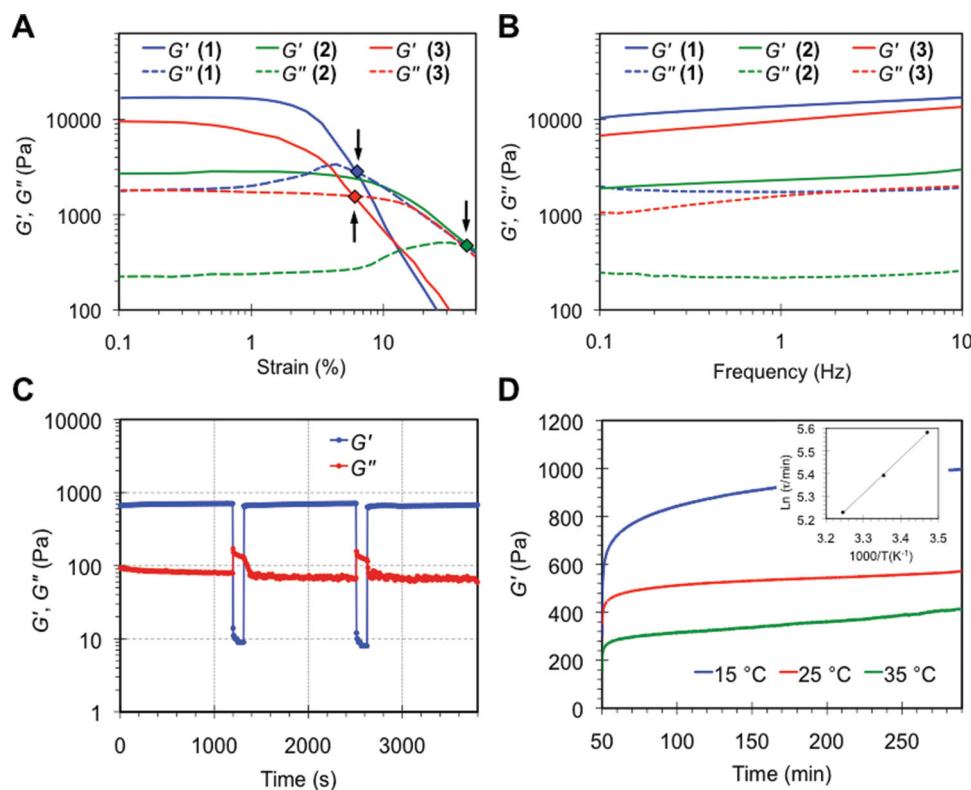 A
G′ (1) G′ (2) G′ (3)
G″ (1) G″ (2) G″ (3)
G′, G″ (Pa)
10000
1000
100
0.1 1 10
Strain (%)
B
G′ (1) G′ (2) G′ (3)
G″ (1) G″ (2) G″ (3)
G′, G″ (Pa)
10000
1000
100
0.1 1 10
Frequency (Hz)
C
G′
G″
G′, G″ (Pa)
10000
1000
100
10
1
0 1000 2000 3000
Time (s)
D
G′ (Pa)
1200
1000
800
600
400
200
0
50 100 150 200 250
Time (min)
15 °C 25 °C 35 °C
Ln (τ/min)
5.6
5.4
5.3
5.2
3.2 3.3 3.4 3.5
1000/T(K⁻¹)